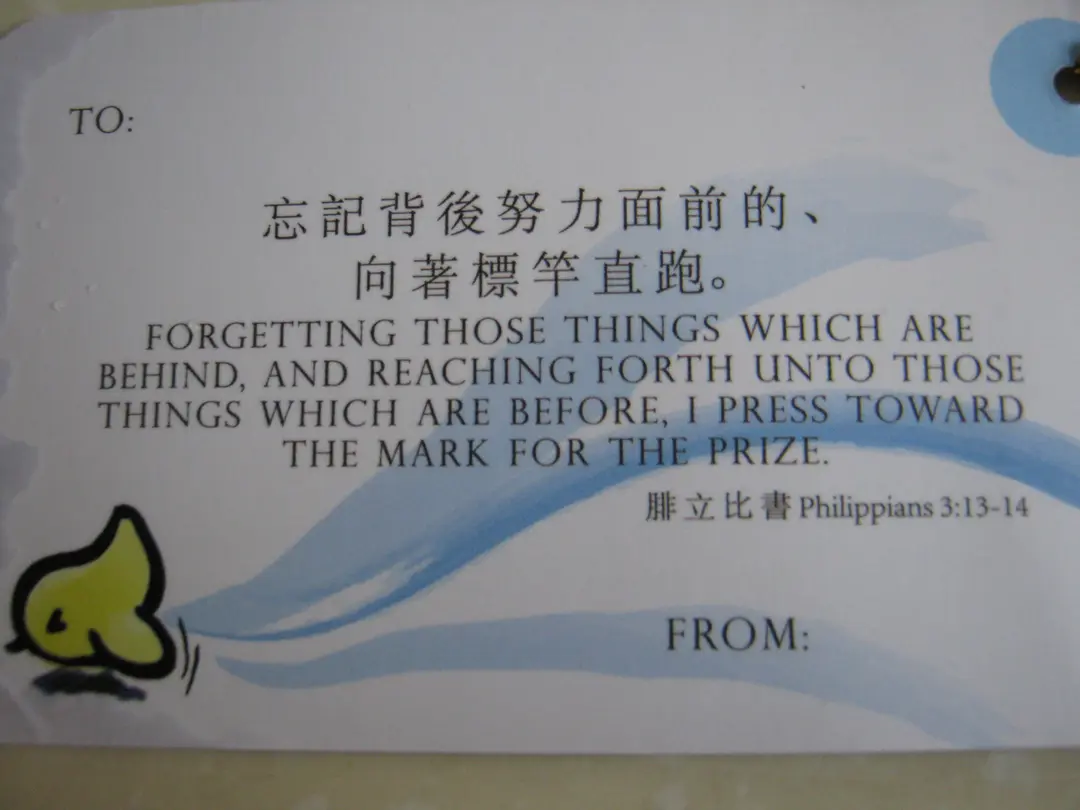 TO:
忘記背後努力面前的、
向著標竿直跑。
FORGETTING THOSE THINGS WHICH ARE
BEHIND, AND REACHING FORTH UNTO THOSE
THINGS WHICH ARE BEFORE, I PRESS TOWARD
THE MARK FOR THE PRIZE.
腓立比書 Philippians 3:13-14
FROM: